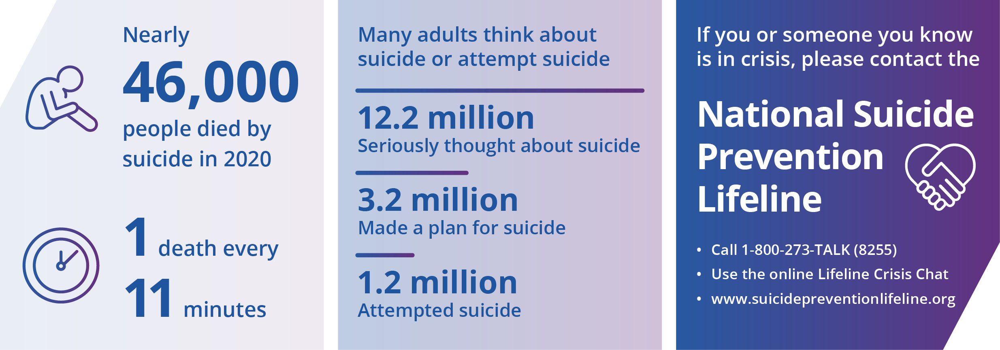 Nearly
46,000
people died by
suicide in 2020
1 death every
11 minutes
Many adults think about
suicide or attempt suicide
12.2 million
Seriously thought about suicide
3.2 million
Made a plan for suicide
1.2 million
Attempted suicide
If you or someone you know
is in crisis, please contact the
National Suicide
Prevention
Lifeline
• Call 1-800-273-TALK (8255)
• Use the online Lifeline Crisis Chat
• www.suicidepreventionlifeline.org